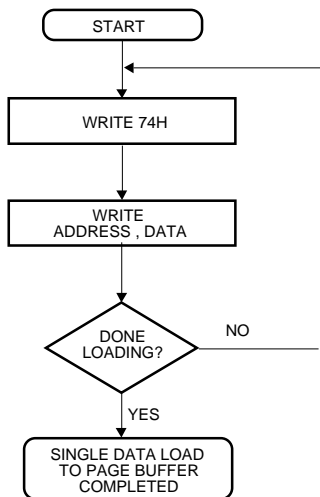 START
WRITE 74H
WRITE
ADDRESS , DATA
DONE
LOADING?
NO
YES
SINGLE DATA LOAD
TO PAGE BUFFER
COMPLETED